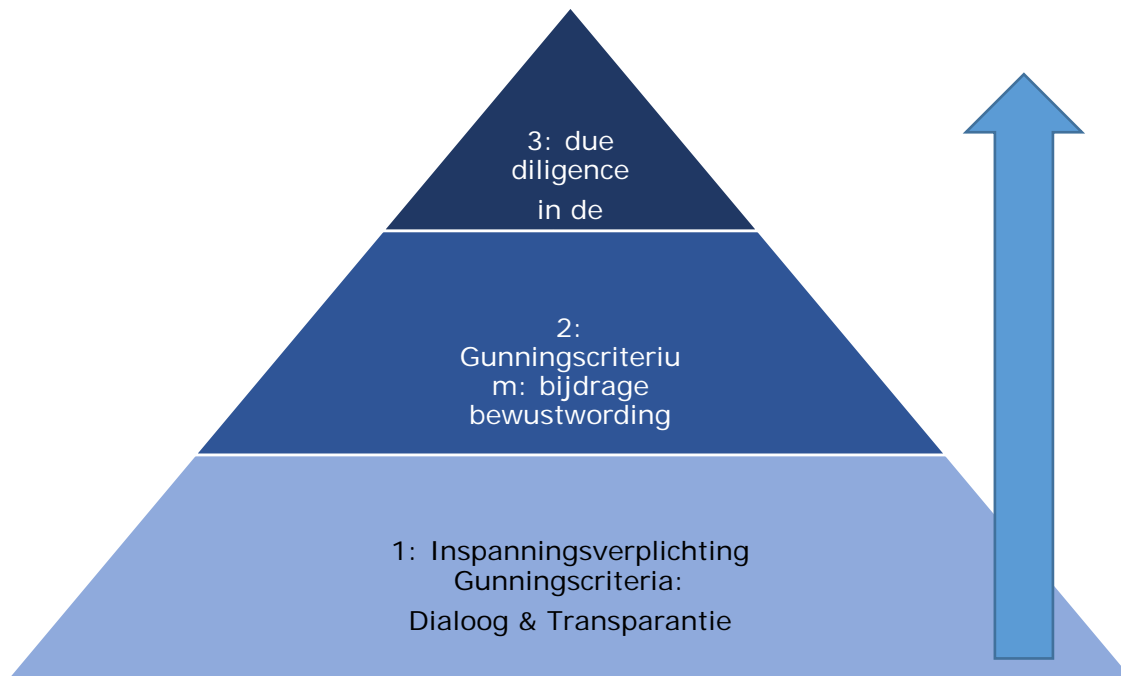 3: due
diligence
in de
2:
Gunningscriteriu
m: bijdrage
bewustwording
1: Inspanningsverplichting
Gunningscriteria:
Dialoog & Transparantie